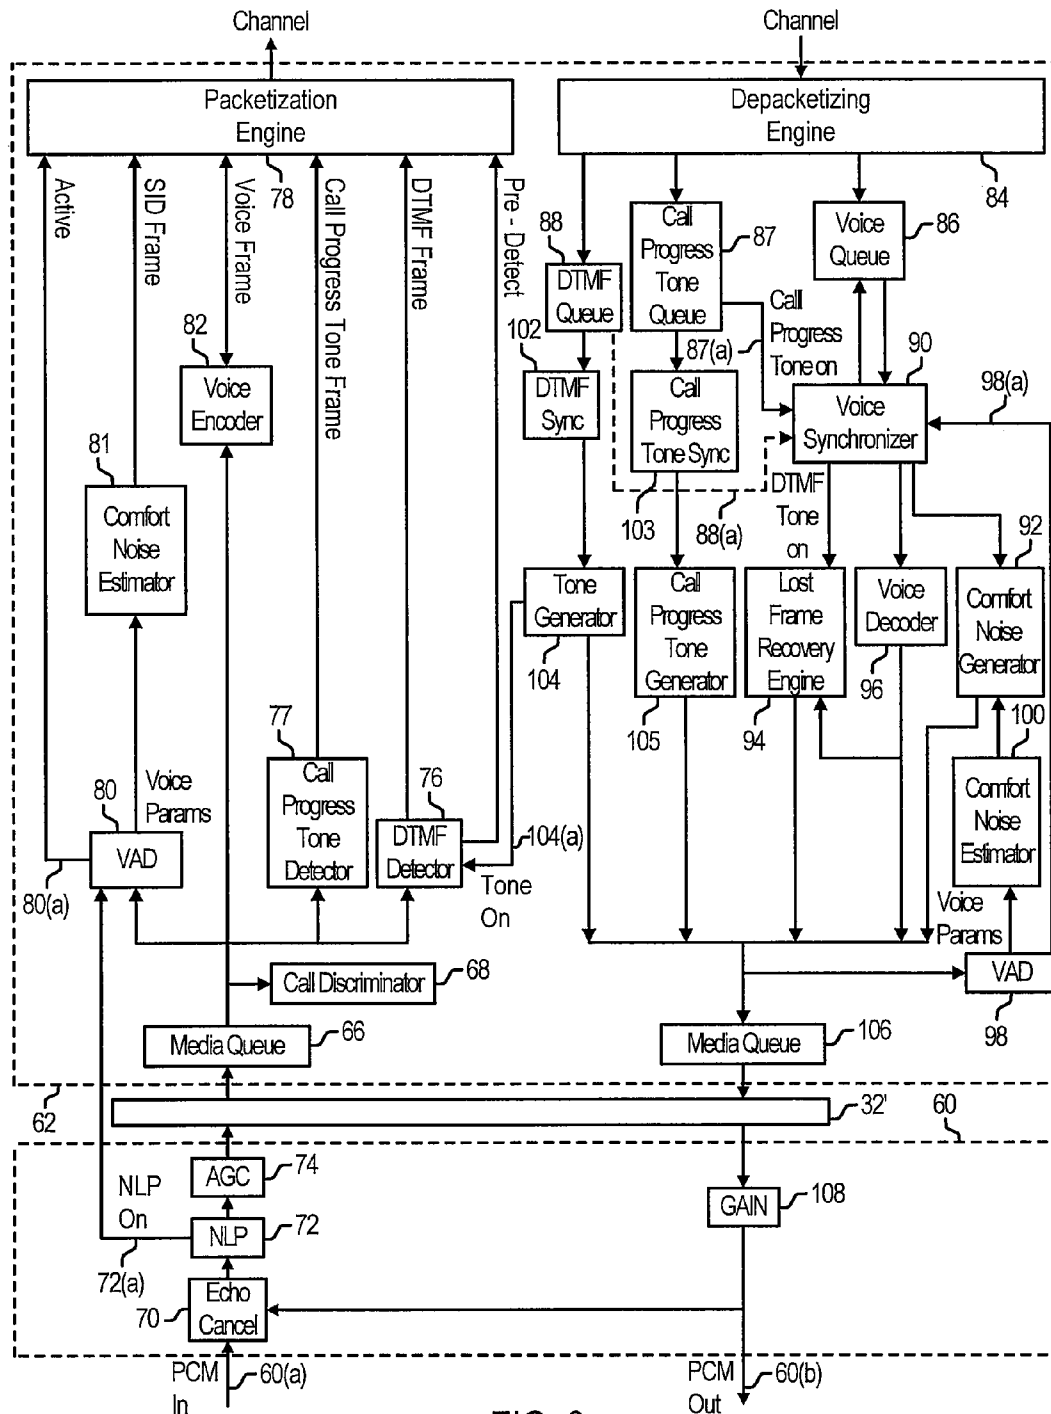 Channel
Channel
Packetization
Engine
Depacketizing
Engine
78
84
Active
SID Frame
Voice Frame
Call Progress Tone Frame
DTMF Frame
Pre - Detect
88
DTMF
Queue
Call
Progress
Tone
Queue
87
Voice
Queue
86
Call
Progress
Tone on
87(a)
102
DTMF
Sync
Call
Progress
Tone Sync
103
90
Voice
Synchronizer
98(a)
82
Voice
Encoder
81
Comfort
Noise
Estimator
88(a)
DTMF
Tone
on
92
Tone
Generator
104
Call
Progress
Tone
Generator
105
Lost
Frame
Recovery
Engine
94
Voice
Decoder
96
Comfort
Noise
Generator
100
77
Call
Progress
Tone
Detector
76
DTMF
Detector
104(a)
Tone
On
Comfort
Noise
Estimator
80
Voice
Params
VAD
80(a)
Voice
Params
VAD
98
Call Discriminator
68
66
Media Queue
Media Queue
106
62
32'
60
AGC
74
NLP
On
NLP
72
72(a)
GAIN
108
70
Echo
Cancel
PCM
In
60(a)
PCM
Out
60(b)